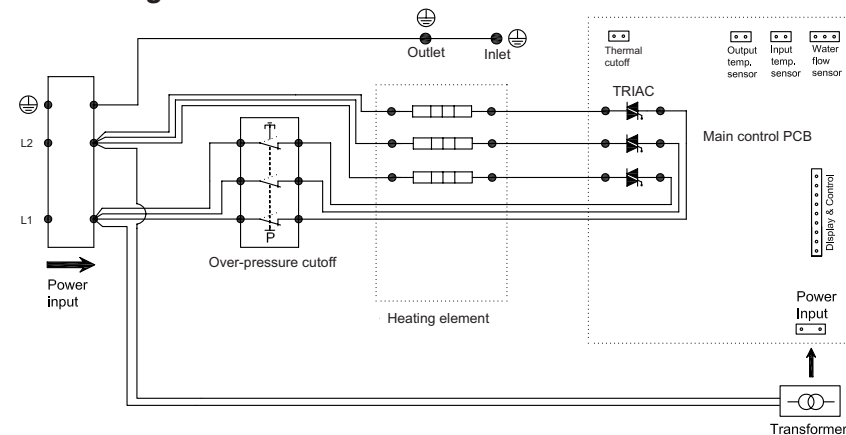 Outlet
Inlet
Thermal
cutoff
Output
temp.
sensor
Input
temp.
sensor
Water
flow
sensor
TRIAC
Main control PCB
L2
L1
P
Over-pressure cutoff
Power
input
Heating element
Display & Control
Power
Input
Transformer